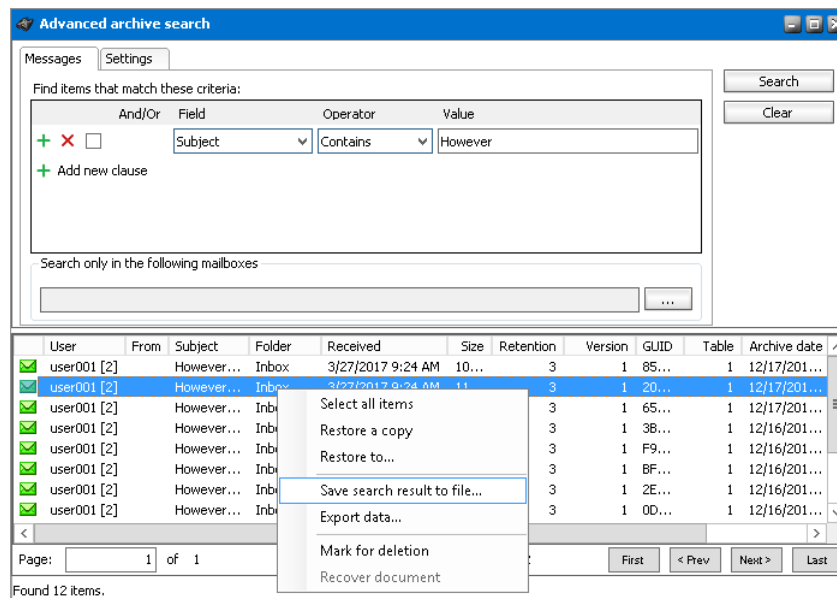 Advanced archive search
Messages Settings
Find items that match these criteria:
Search
Clear
And/Or Field Operator Value
Subject Contains However
Add new clause
Search only in the following mailboxes
...
User From Subject Folder Received Size Retention Version GUID Table Archive date
user001 [2] However... Inbox 3/27/2017 9:24 AM 10... 3 1 85... 1 12/17/201...
user001 [2] However... Inbox 3/27/2017 9:24 AM 11... 3 1 20... 1 12/17/201...
user001 [2] However... 3 1 65... 1 12/17/201...
user001 [2] However... 3 1 3B... 1 12/16/201...
user001 [2] However... 3 1 F9... 1 12/16/201...
user001 [2] However... 3 1 BF... 1 12/16/201...
user001 [2] However... 3 1 2E... 1 12/16/201...
user001 [2] However... 3 1 0D... 1 12/16/201...
Select all items
Restore a copy
Restore to...
Save search result to file...
Export data...
Mark for deletion
Recover document
Page: 1 of 1 First < Prev Next > Last
Found 12 items.